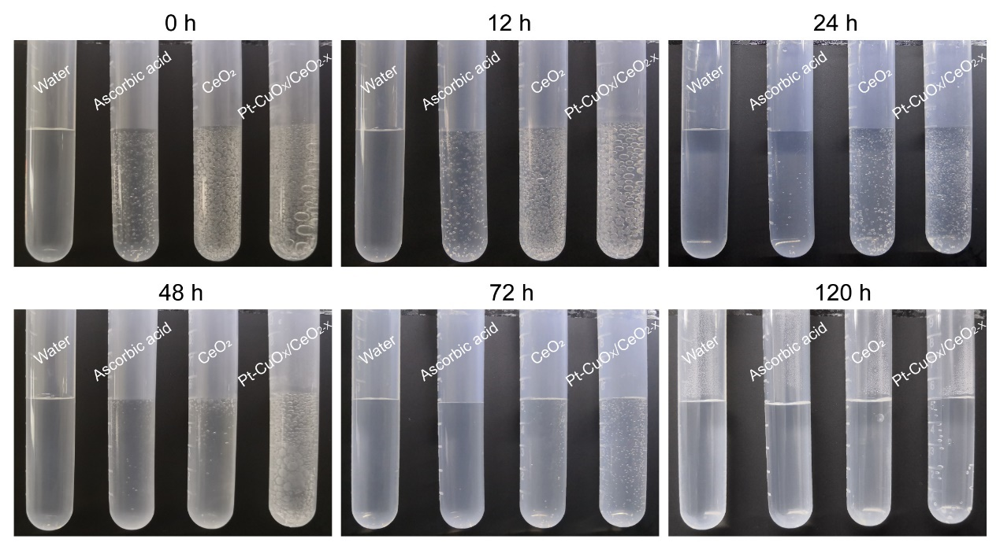 0 h
12 h
24 h
Water
Ascorbic acid
CeO₂
Pt-CuOₓ/CeO₂₋ₓ
Water
Ascorbic acid
CeO₂
Pt-CuOₓ/CeO₂₋ₓ
Water
Ascorbic acid
CeO₂
Pt-CuOₓ/CeO₂₋ₓ
48 h
72 h
120 h
Water
Ascorbic acid
CeO₂
Pt-CuOₓ/CeO₂₋ₓ
Water
Ascorbic acid
CeO₂
Pt-CuOₓ/CeO₂₋ₓ
Water
Ascorbic acid
CeO₂
Pt-CuOₓ/CeO₂₋ₓ